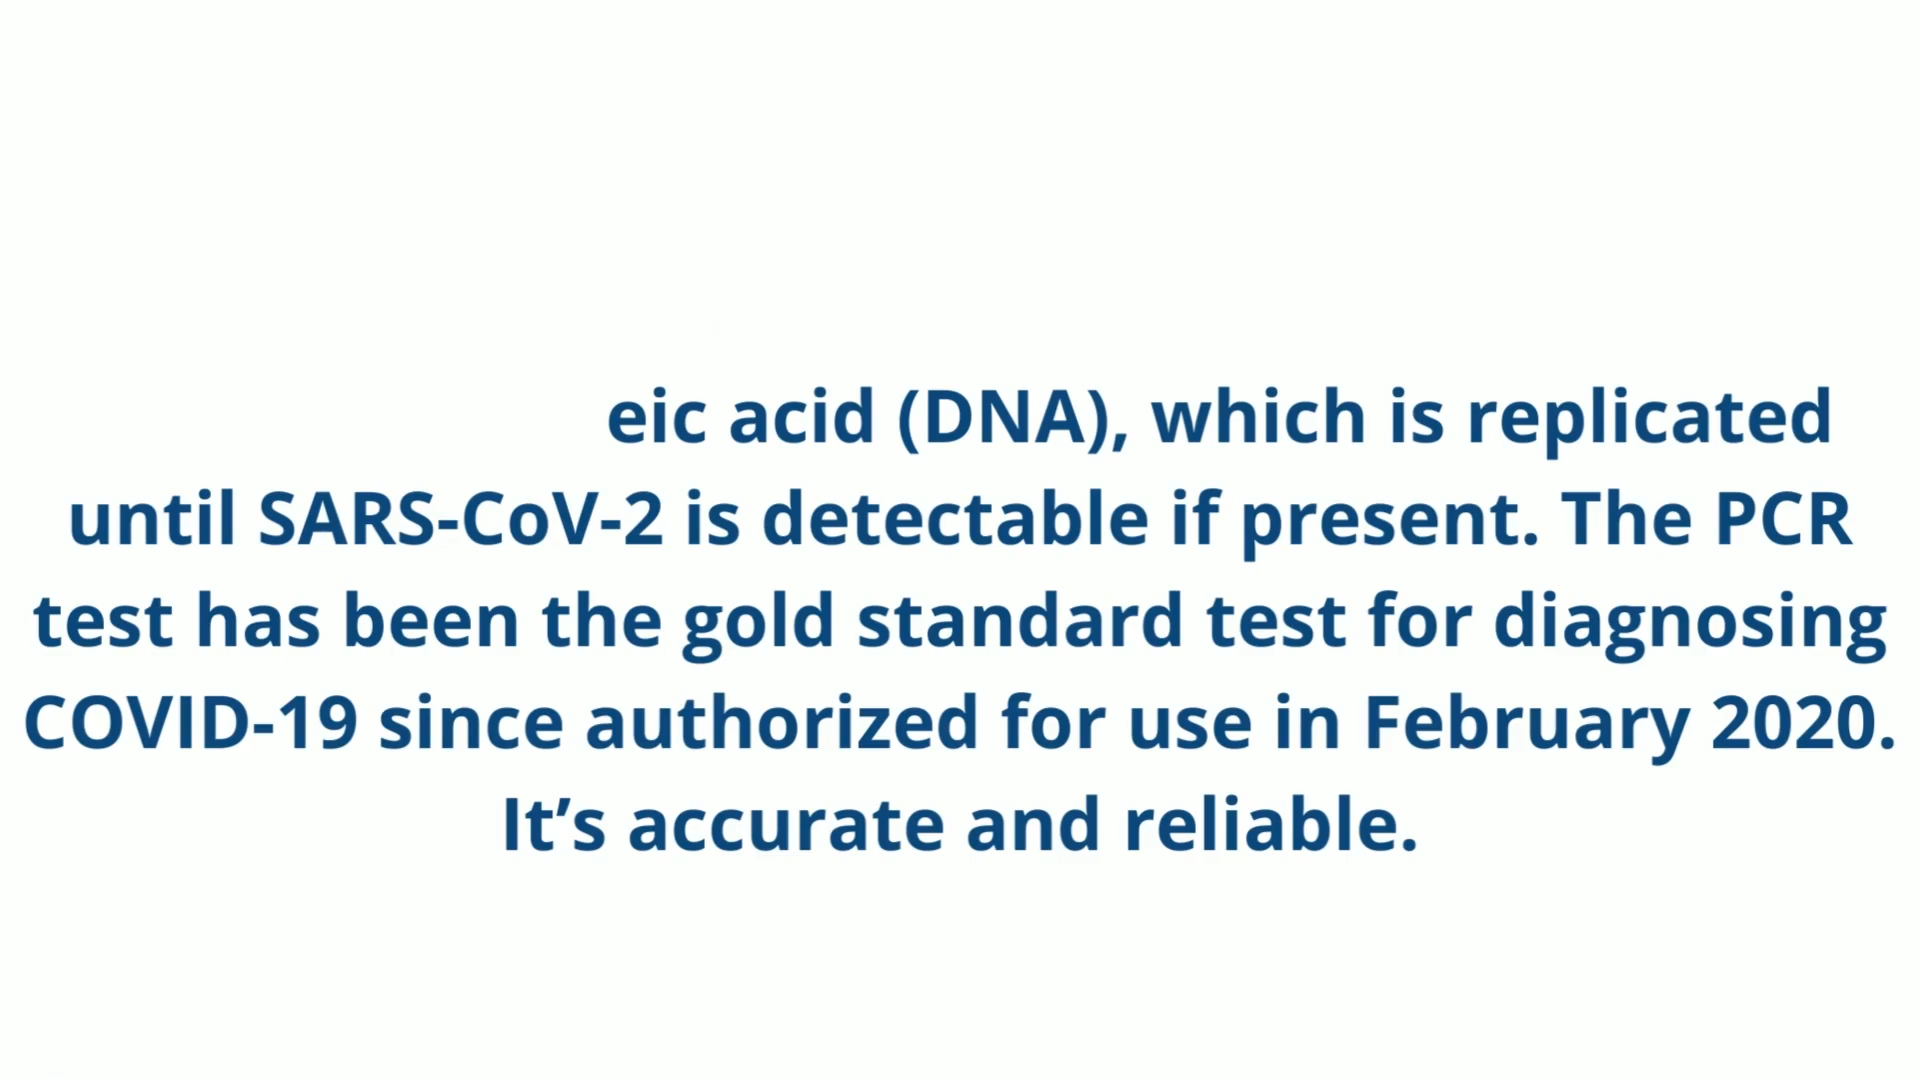 eic acid (DNA), which is replicated
until SARS-CoV-2 is detectable if present. The PCR
test has been the gold standard test for diagnosing
COVID-19 since authorized for use in February 2020.
It’s accurate and reliable.